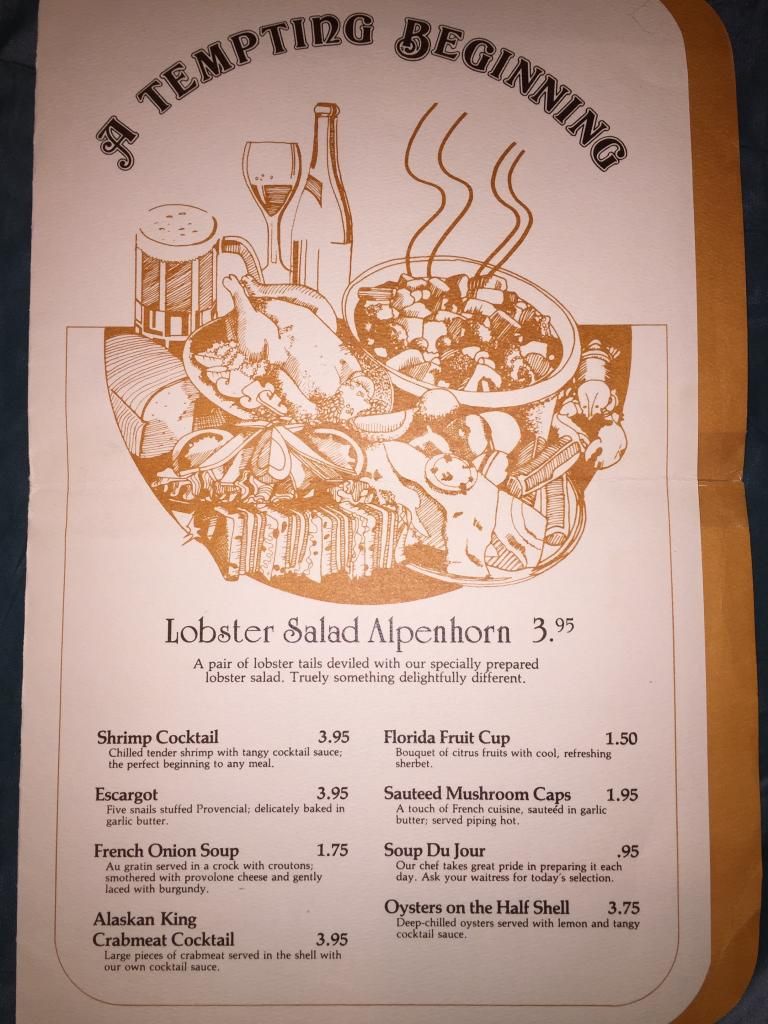 A TEMPTING BEGINNING
Lobster Salad Alpenhorn 3.95
A pair of lobster tails deviled with our specially prepared
lobster salad. Truely something delightfully different.
Shrimp Cocktail 3.95
Chilled tender shrimp with tangy cocktail sauce;
the perfect beginning to any meal.
Escargot 3.95
Five snails stuffed Provencial; delicately baked in
garlic butter.
French Onion Soup 1.75
Au gratin served in a crock with croutons;
smothered with provolone cheese and gently
laced with burgundy.
Alaskan King
Crabmeat Cocktail 3.95
Large pieces of crabmeat served in the shell with
our own cocktail sauce.
Florida Fruit Cup 1.50
Bouquet of citrus fruits with cool, refreshing
sherbet.
Sauteed Mushroom Caps 1.95
A touch of French cuisine, sautéed in garlic
butter; served piping hot.
Soup Du Jour .95
Our chef takes great pride in preparing it each
day. Ask your waitress for today's selection.
Oysters on the Half Shell 3.75
Deep-chilled oysters served with lemon and tangy
cocktail sauce.